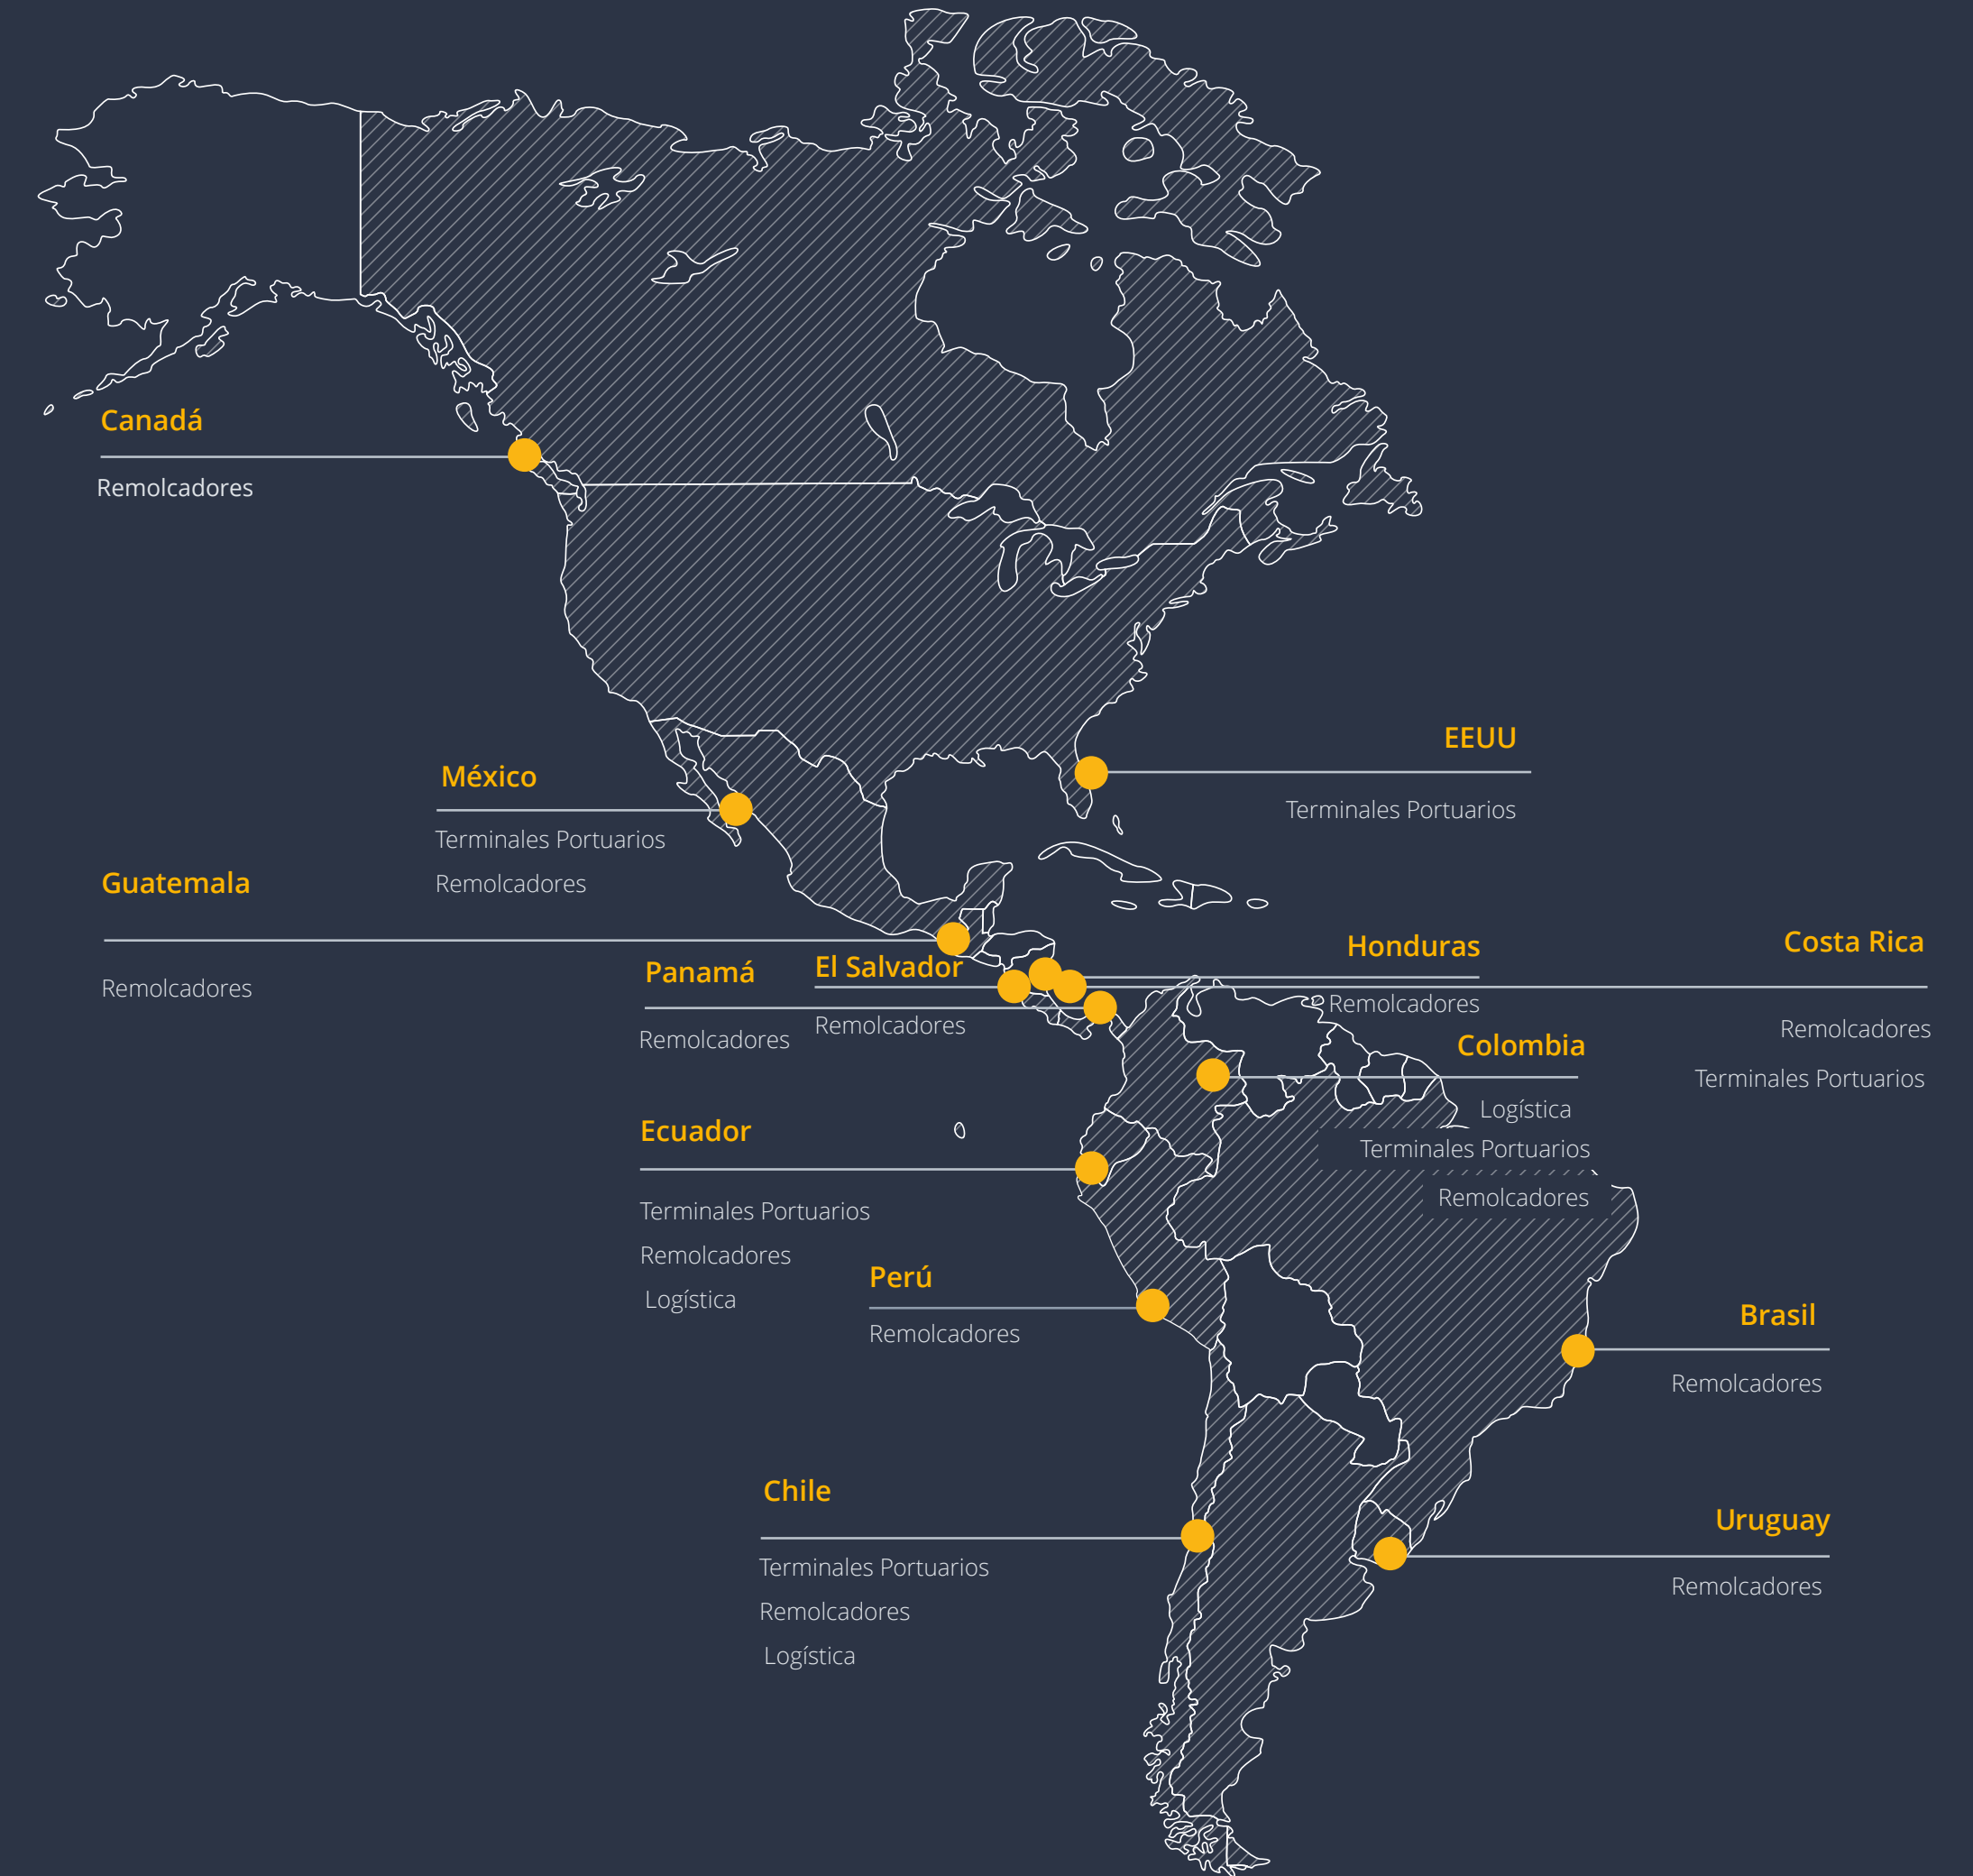 Canadá
Remolcadores
EEUU
Terminales Portuarios
México
Terminales Portuarios
Remolcadores
Guatemala
Remolcadores
Honduras
Remolcadores
Costa Rica
Remolcadores
Terminales Portuarios
El Salvador
Remolcadores
Panamá
Remolcadores
Colombia
Logística
Terminales Portuarios
Remolcadores
Ecuador
Terminales Portuarios
Remolcadores
Logística
Perú
Remolcadores
Brasil
Remolcadores
Chile
Terminales Portuarios
Remolcadores
Logística
Uruguay
Remolcadores